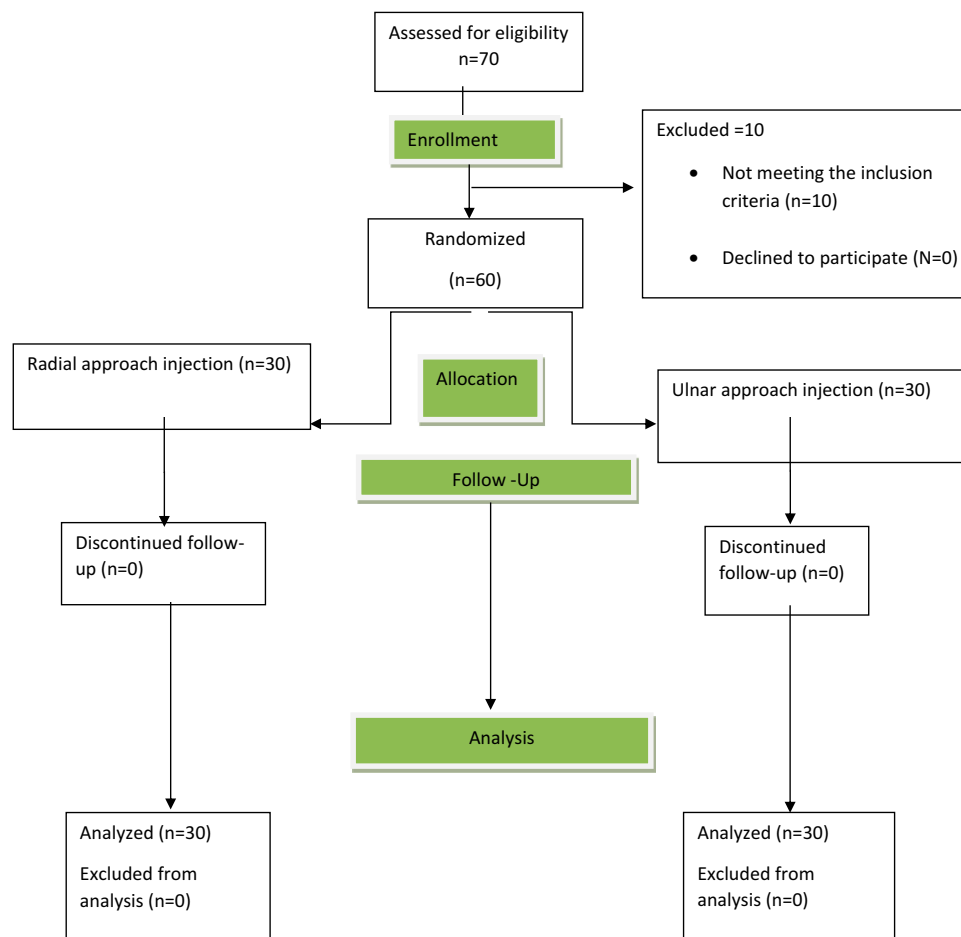 Assessed for eligibility
n=70
Enrollment
Excluded =10
• Not meeting the inclusion
criteria (n=10)
• Declined to participate (N=0)
Randomized
(n=60)
Radial approach injection (n=30)
Allocation
Ulnar approach injection (n=30)
Follow -Up
Discontinued follow-
up (n=0)
Discontinued
follow-up (n=0)
Analysis
Analyzed (n=30)
Excluded from
analysis (n=0)
Analyzed (n=30)
Excluded from
analysis (n=0)